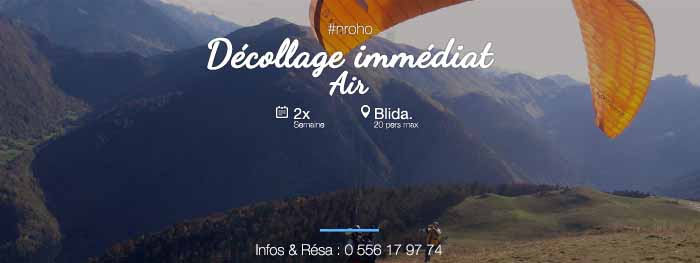 #nroho
Décollage immédiat
Air
2x
Semaine
Blida.
20 pers max
Infos & Résa : 0 556 17 97 74